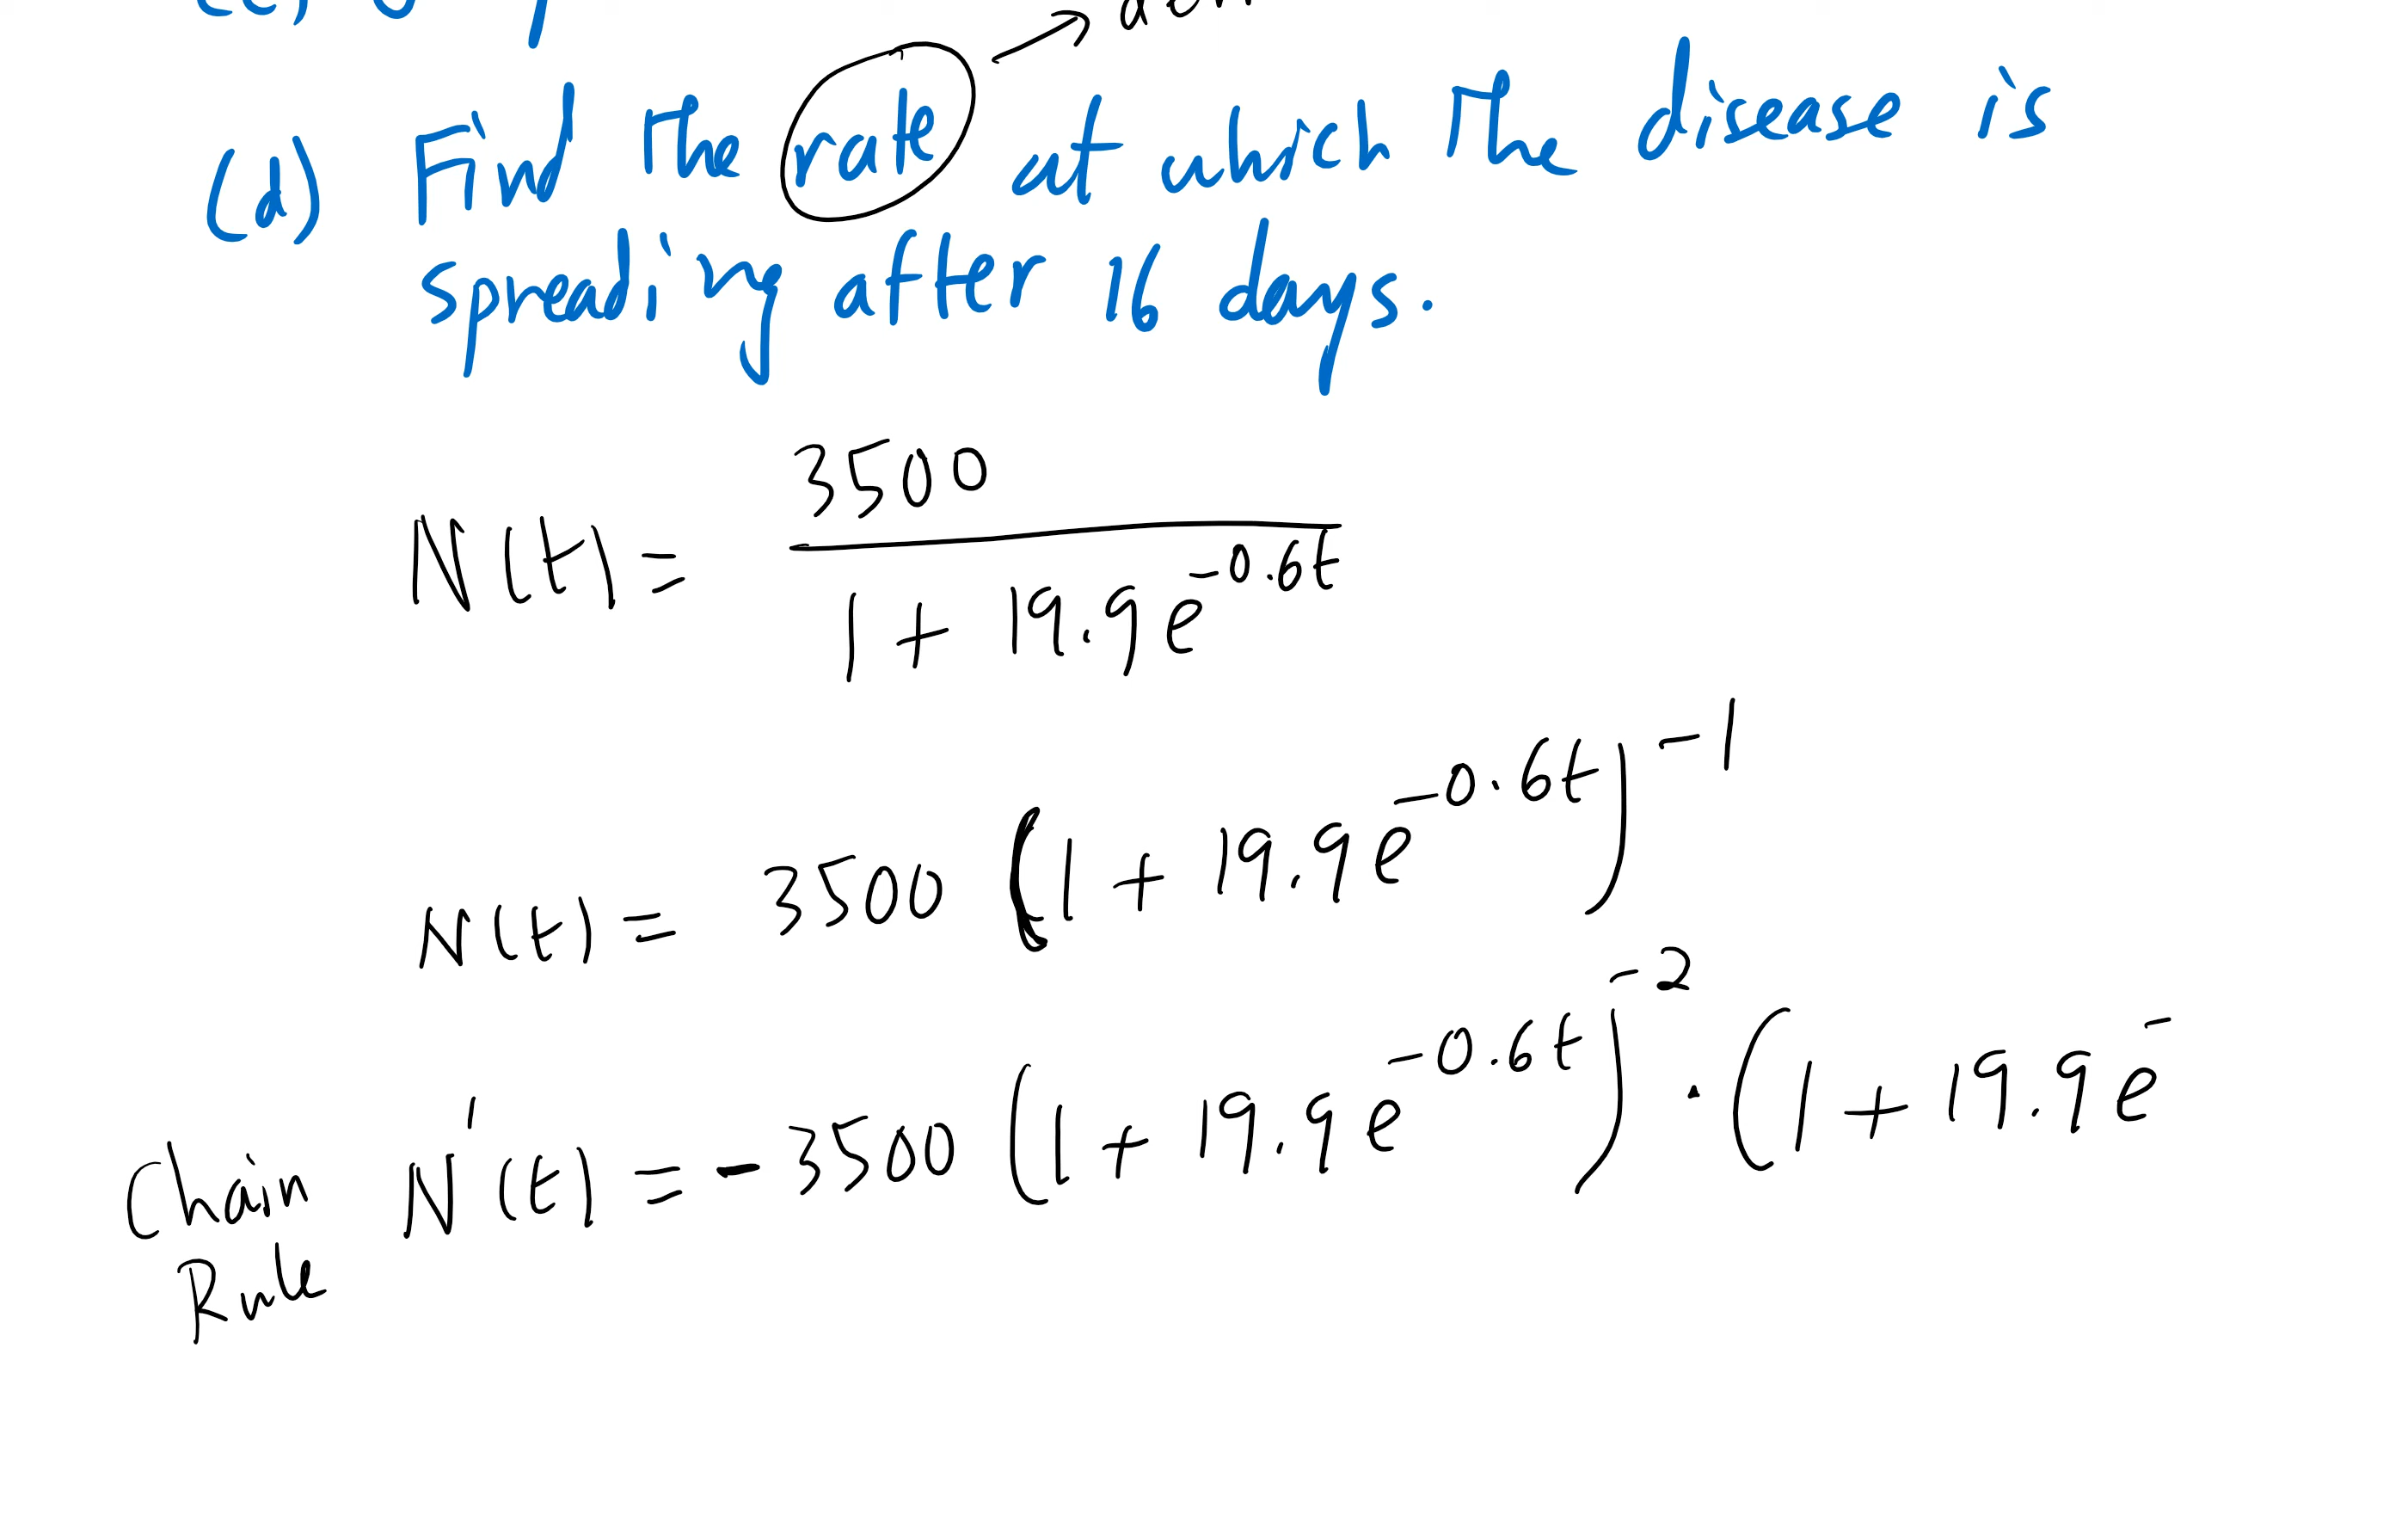 (d) Find the rate at which the disease is
spreading after 16 days.
N(t) = 3500 / (1 + 19.9e^(-0.6t))
N(t) = 3500 (1 + 19.9e^(-0.6t))^(-1)
Chain Rule N'(t) = - 3500 (1 + 19.9e^(-0.6t))^(-2) · (1 + 19.9e^-